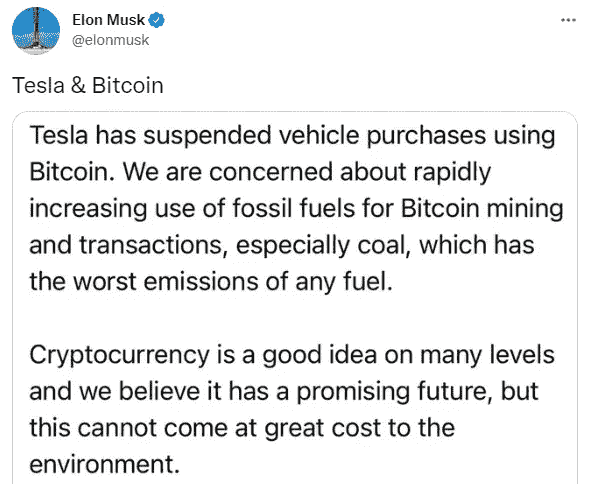 Elon Musk
@elonmusk
Tesla & Bitcoin
Tesla has suspended vehicle purchases using
Bitcoin. We are concerned about rapidly
increasing use of fossil fuels for Bitcoin mining
and transactions, especially coal, which has
the worst emissions of any fuel.
Cryptocurrency is a good idea on many levels
and we believe it has a promising future, but
this cannot come at great cost to the
environment.